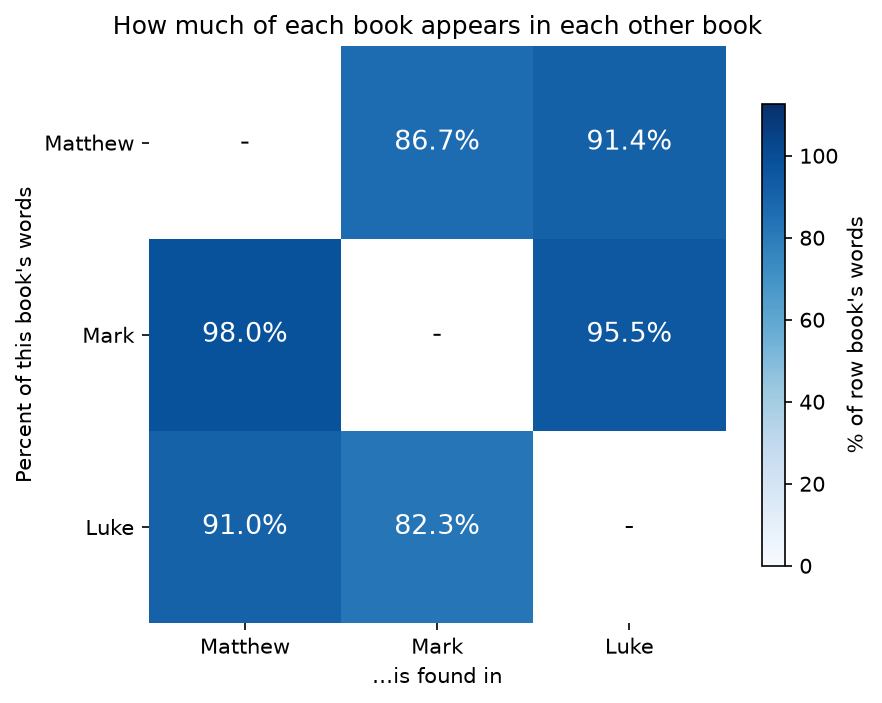 How much of each book appears in each other book
Percent of this book's words
Matthew
-
86.7%
91.4%
Mark
98.0%
-
95.5%
Luke
91.0%
82.3%
-
Matthew
Mark
Luke
...is found in
100
80
60
40
20
0
% of row book's words